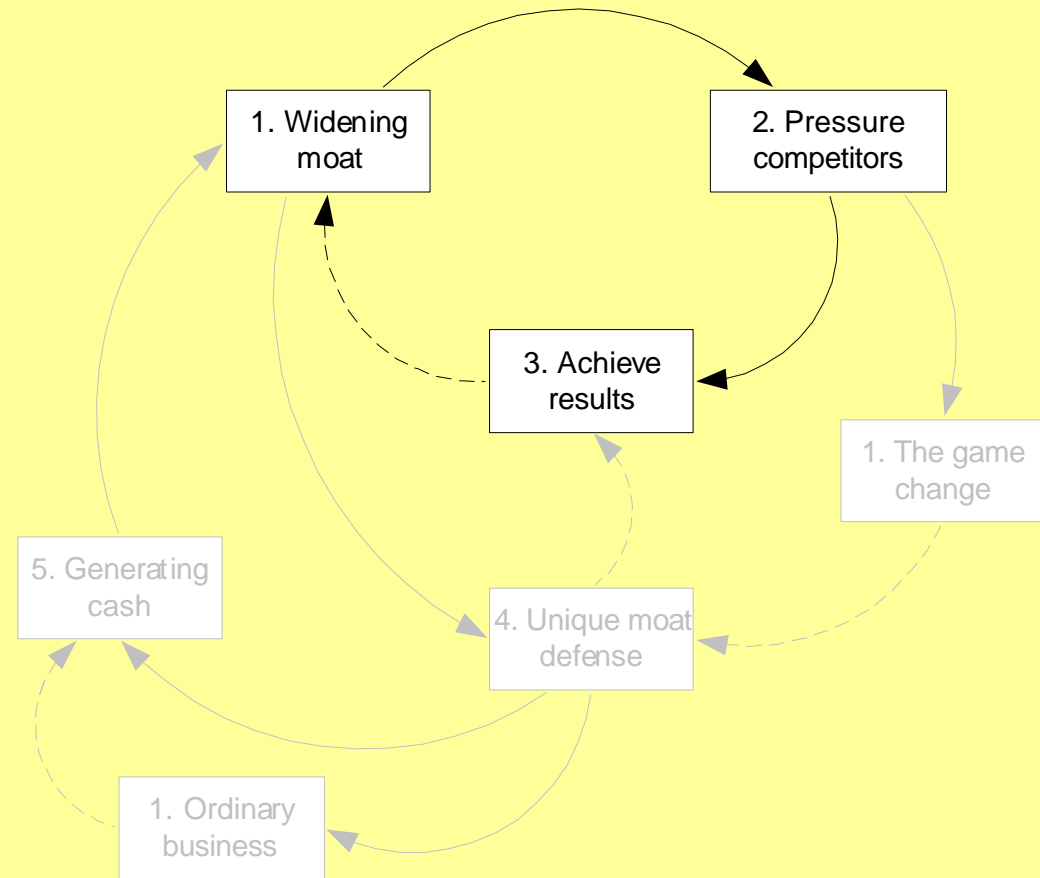 1. Widening
moat
2. Pressure
competitors
3. Achieve
results
1. The game
change
5. Generating
cash
4. Unique moat
defense
1. Ordinary
business